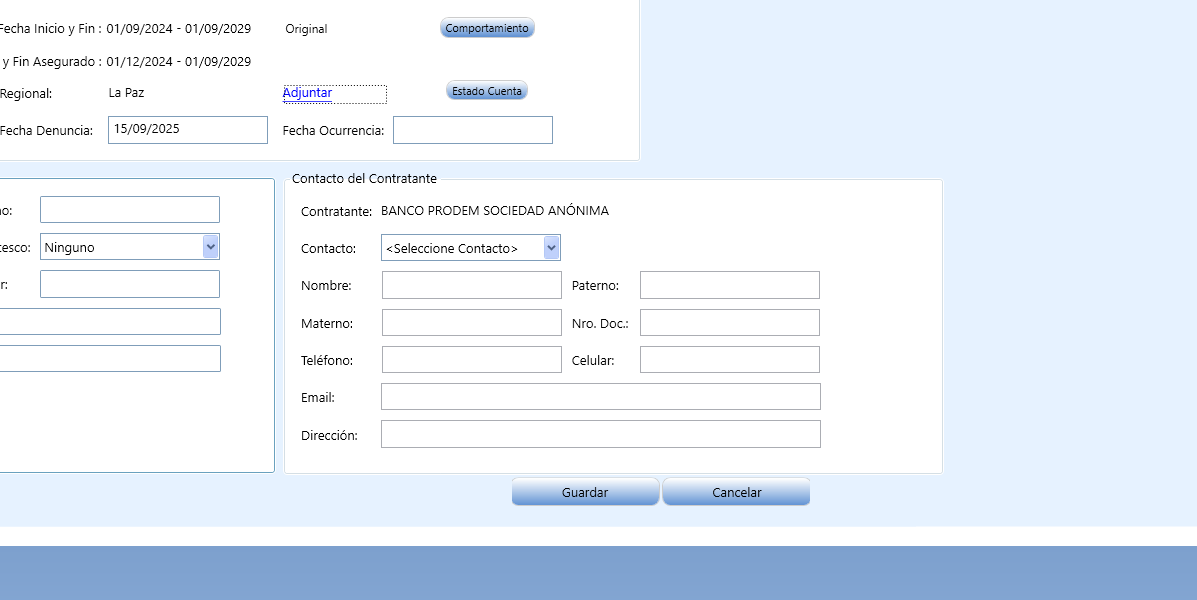 Fecha Inicio y Fin : 01/09/2024 - 01/09/2029 Original Comportamiento
y Fin Asegurado : 01/12/2024 - 01/09/2029
Regional: La Paz Adjuntar Estado Cuenta
Fecha Denuncia: 15/09/2025 Fecha Ocurrencia:
Contacto del Contratante
Contratante: BANCO PRODEM SOCIEDAD ANÓNIMA
Ninguno
Contacto: <Seleccione Contacto>
Nombre: Paterno:
Materno: Nro. Doc.:
Teléfono: Celular:
Email:
Dirección:
Guardar Cancelar